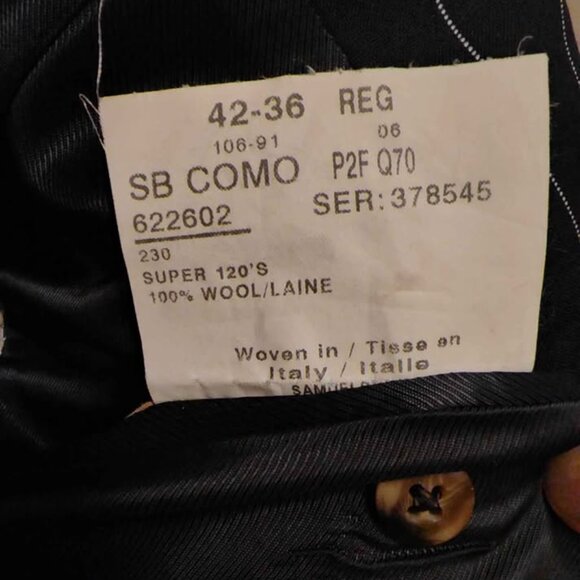 42-36 REG
106-91 06
SB COMO P2F Q70
622602 SER: 378545
230
SUPER 120'S
100% WOOL/LAINE
Woven in / Tisse en
Italy / Italie